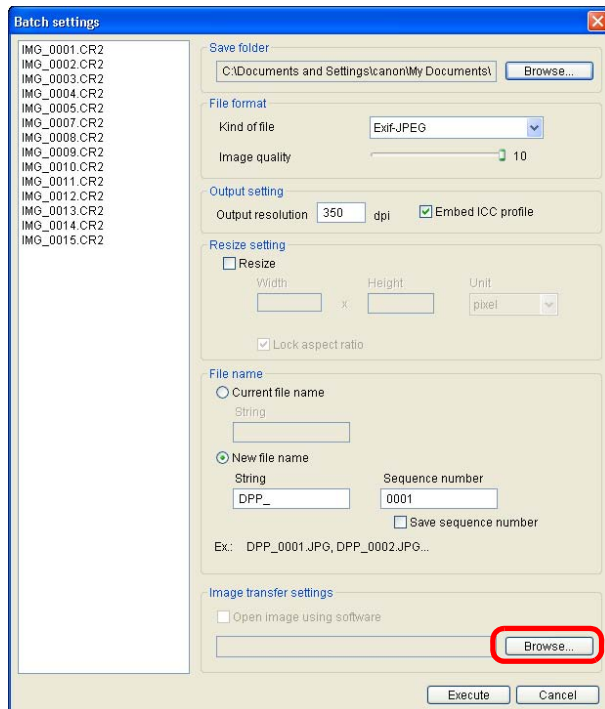 Batch settings
IMG_0001.CR2
IMG_0002.CR2
IMG_0003.CR2
IMG_0004.CR2
IMG_0005.CR2
IMG_0007.CR2
IMG_0008.CR2
IMG_0009.CR2
IMG_0010.CR2
IMG_0011.CR2
IMG_0012.CR2
IMG_0013.CR2
IMG_0014.CR2
IMG_0015.CR2
Save folder
C:\Documents and Settings\canon\My Documents\ Browse...
File format
Kind of file Exif-JPEG
Image quality 10
Output setting
Output resolution 350 dpi Embed ICC profile
Resize setting
Resize
Width Height Unit
x pixel
Lock aspect ratio
File name
Current file name
String
New file name
String Sequence number
DPP_ 0001
Save sequence number
Ex.: DPP_0001.JPG, DPP_0002.JPG...
Image transfer settings
Open image using software
Browse...
Execute Cancel